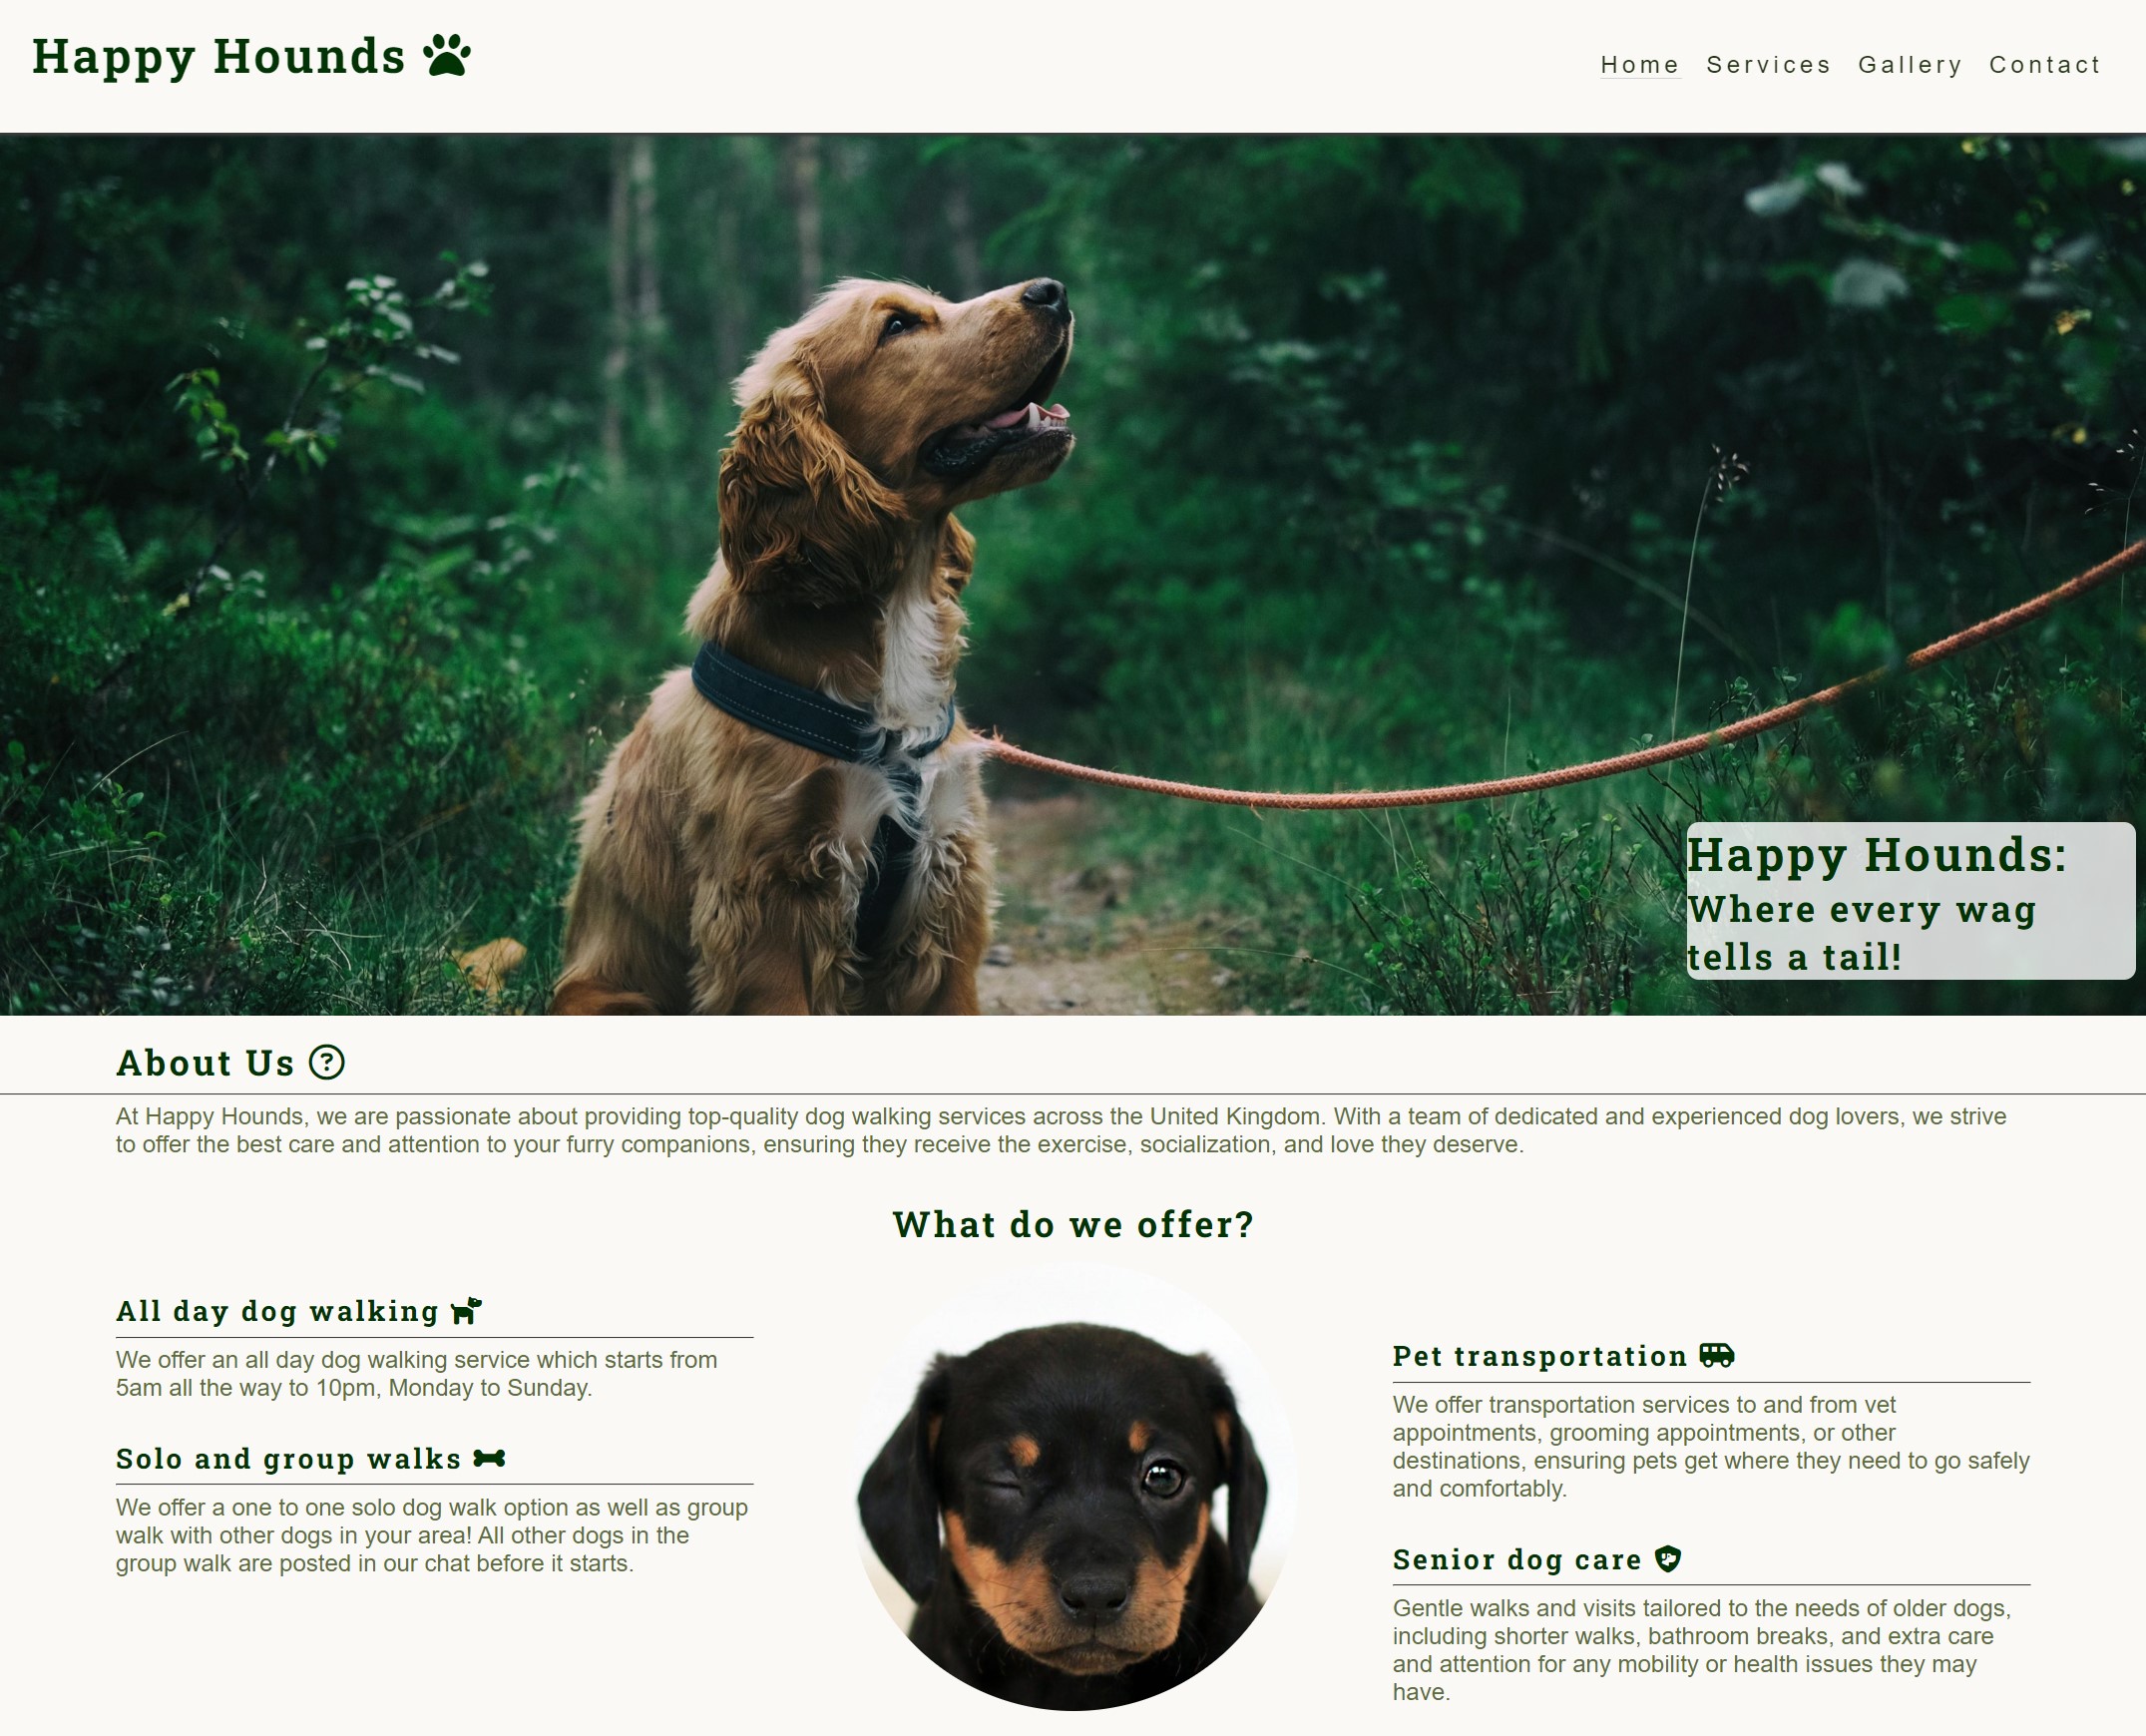 Happy Hounds
Home Services Gallery Contact
Happy Hounds:
Where every wag
tells a tail!
About Us
At Happy Hounds, we are passionate about providing top-quality dog walking services across the United Kingdom. With a team of dedicated and experienced dog lovers, we strive
to offer the best care and attention to your furry companions, ensuring they receive the exercise, socialization, and love they deserve.
What do we offer?
All day dog walking
We offer an all day dog walking service which starts from
5am all the way to 10pm, Monday to Sunday.
Solo and group walks
We offer a one to one solo dog walk option as well as group
walk with other dogs in your area! All other dogs in the
group walk are posted in our chat before it starts.
Pet transportation
We offer transportation services to and from vet
appointments, grooming appointments, or other
destinations, ensuring pets get where they need to go safely
and comfortably.
Senior dog care
Gentle walks and visits tailored to the needs of older dogs,
including shorter walks, bathroom breaks, and extra care
and attention for any mobility or health issues they may
have.